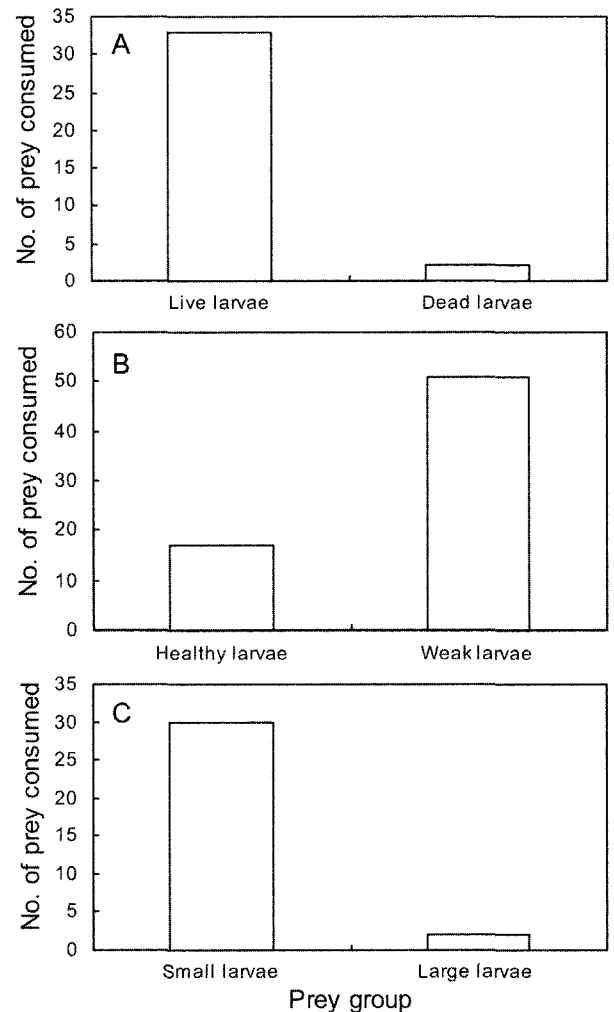 A
No. of prey consumed
35
30
25
20
15
10
5
0
Live larvae Dead larvae
B
No. of prey consumed
60
50
40
30
20
10
0
Healthy larvae Weak larvae
C
No. of prey consumed
35
30
25
20
15
10
5
0
Small larvae Large larvae
Prey group